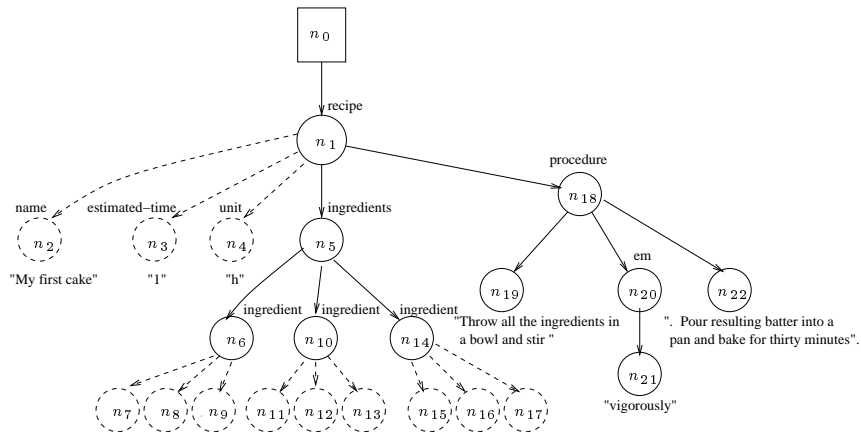 n0
recipe
n1
procedure
n18
name
estimated−time
unit
ingredients
n2
n3
n4
n5
em
"My first cake"
"1"
"h"
n19
n20
n22
ingredient
ingredient
ingredient
"Throw all the ingredients in
a bowl and stir "
".  Pour resulting batter into a
pan and bake for thirty minutes".
n6
n10
n14
n21
"vigorously"
n7
n8
n9
n11
n12
n13
n15
n16
n17